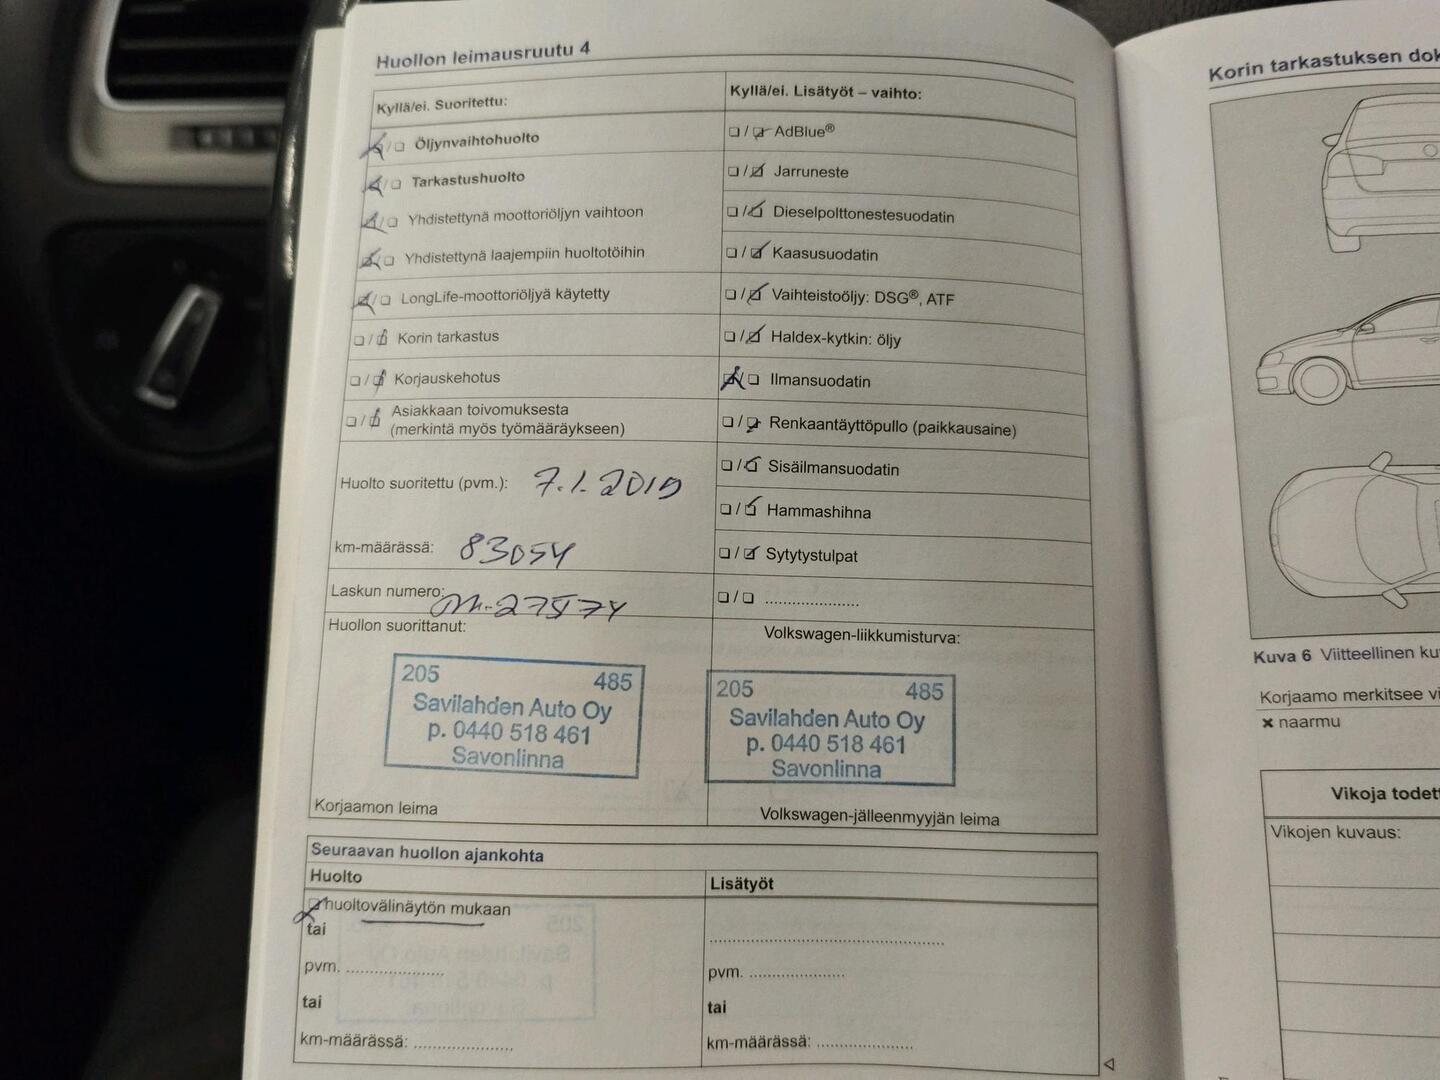 Huollon leimausruutu 4
Kyllä/ei. Suoritettu:
Öljynvaihtohuolto
Tarkastushuolto
Yhdistettynä moottoriöljyn vaihtoon
Yhdistettynä laajempiin huoltotöihin
LongLife-moottoriöljyä käytetty
Korin tarkastus
Korjauskehotus
Asiakkaan toivomuksesta
(merkintä myös työmääräykseen)
Huolto suoritettu (pvm.): 7.1.2019
km-määrässä: 83054
Laskun numero:
Huollon suorittanut:
205 485
Savilahden Auto Oy
p. 0440 518 461
Savonlinna
Korjaamon leima
Kyllä/ei. Lisätyöt – vaihto:
AdBlue®
Jarruneste
Dieselpolttonestesuodatin
Kaasusuodatin
Vaihteistoöljy: DSG®, ATF
Haldex-kytkin: öljy
Ilmansuodatin
Renkaantäyttöpullo (paikkausaine)
Sisäilmansuodatin
Hammashihna
Sytytystulpat
Volkswagen-liikkumisturva:
205 485
Savilahden Auto Oy
p. 0440 518 461
Savonlinna
Volkswagen-jälleenmyyjän leima
Seuraavan huollon ajankohta
Huolto
huoltovälinäytön mukaan
tai
pvm.
tai
km-määrässä:
Lisätyöt
pvm.
tai
km-määrässä:
Korin tarkastuksen
Kuva 6 Viitteellinen
Korjaamo merkitsee
x naarmu
Vikoja
Vikojen kuvaus: